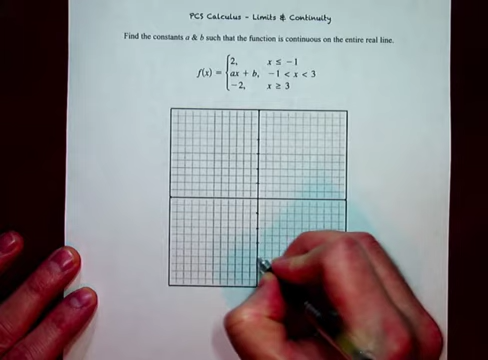 PCS Calculus - Limits & Continuity
Find the constants a & b such that the function is continuous on the entire real line.
2, x ≤ -1
f(x) = { ax + b, -1 < x < 3
-2, x ≥ 3